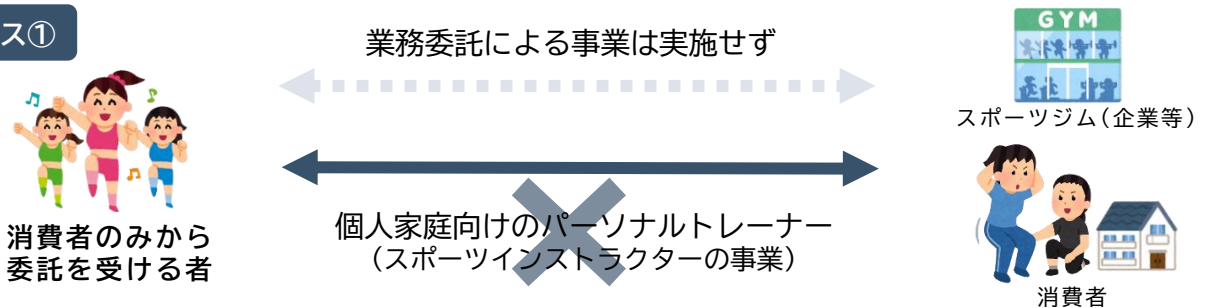 ス①
業務委託による事業は実施せず
GYM
スポーツジム(企業等)
個人家庭向けのパーソナルトレーナー
(スポーツインストラクターの事業)
消費者のみから
委託を受ける者
消費者